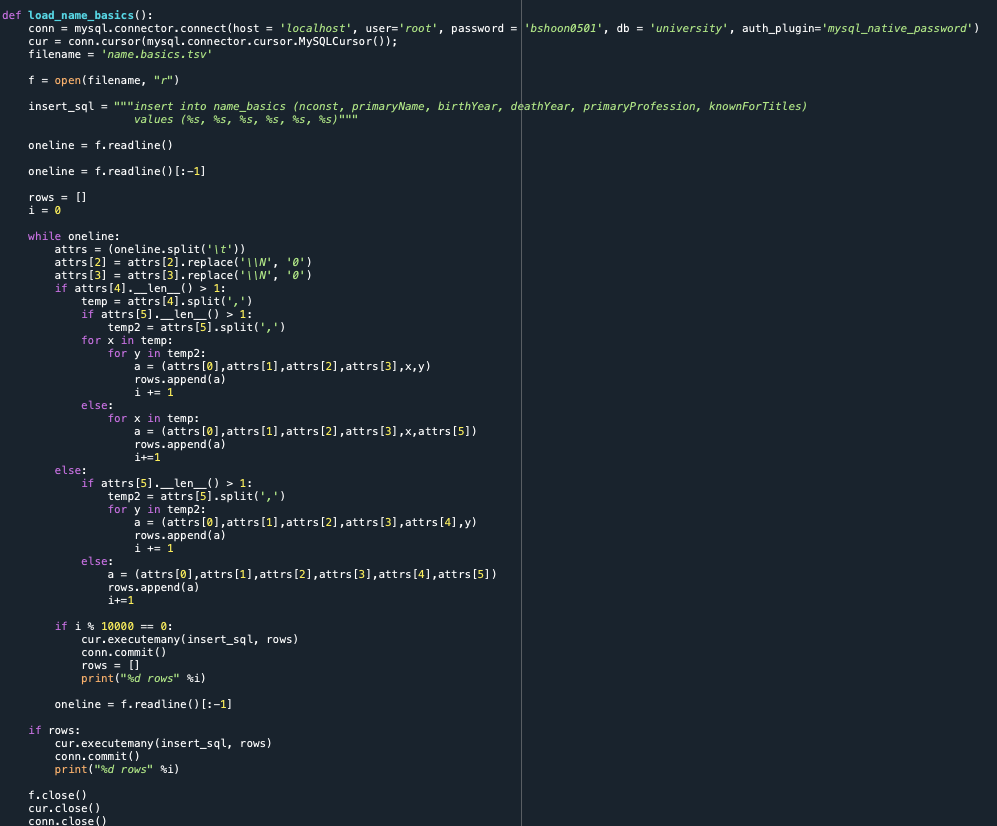 def load_name_basics():
    conn = mysql.connector.connect(host = 'localhost', user='root', password = 'bshoon0501', db = 'university', auth_plugin='mysql_native_password')
    cur = conn.cursor(mysql.connector.cursor.MySQLCursor());
    filename = 'name.basics.tsv'
    f = open(filename, "r")
    insert_sql = """insert into name_basics (nconst, primaryName, birthYear, deathYear, primaryProfession, knownForTitles)
                    values (%s, %s, %s, %s, %s, %s)"""
    oneline = f.readline()
    oneline = f.readline()[:-1]
    rows = []
    i = 0
    while oneline:
        attrs = (oneline.split('\t'))
        attrs[2] = attrs[2].replace('\\N', '0')
        attrs[3] = attrs[3].replace('\\N', '0')
        if attrs[4].__len__() > 1:
            temp = attrs[4].split(',')
            if attrs[5].__len__() > 1:
                temp2 = attrs[5].split(',')
            for x in temp:
                for y in temp2:
                    a = (attrs[0],attrs[1],attrs[2],attrs[3],x,y)
                    rows.append(a)
                    i += 1
            else:
                for x in temp:
                    a = (attrs[0],attrs[1],attrs[2],attrs[3],x,attrs[5])
                    rows.append(a)
                    i+=1
        else:
            if attrs[5].__len__() > 1:
                temp2 = attrs[5].split(',')
                for y in temp2:
                    a = (attrs[0],attrs[1],attrs[2],attrs[3],attrs[4],y)
                    rows.append(a)
                    i += 1
            else:
                a = (attrs[0],attrs[1],attrs[2],attrs[3],attrs[4],attrs[5])
                rows.append(a)
                i+=1
        if i % 10000 == 0:
            cur.executemany(insert_sql, rows)
            conn.commit()
            rows = []
            print("%d rows" %i)
        oneline = f.readline()[:-1]
    if rows:
        cur.executemany(insert_sql, rows)
        conn.commit()
        print("%d rows" %i)
    f.close()
    cur.close()
    conn.close()